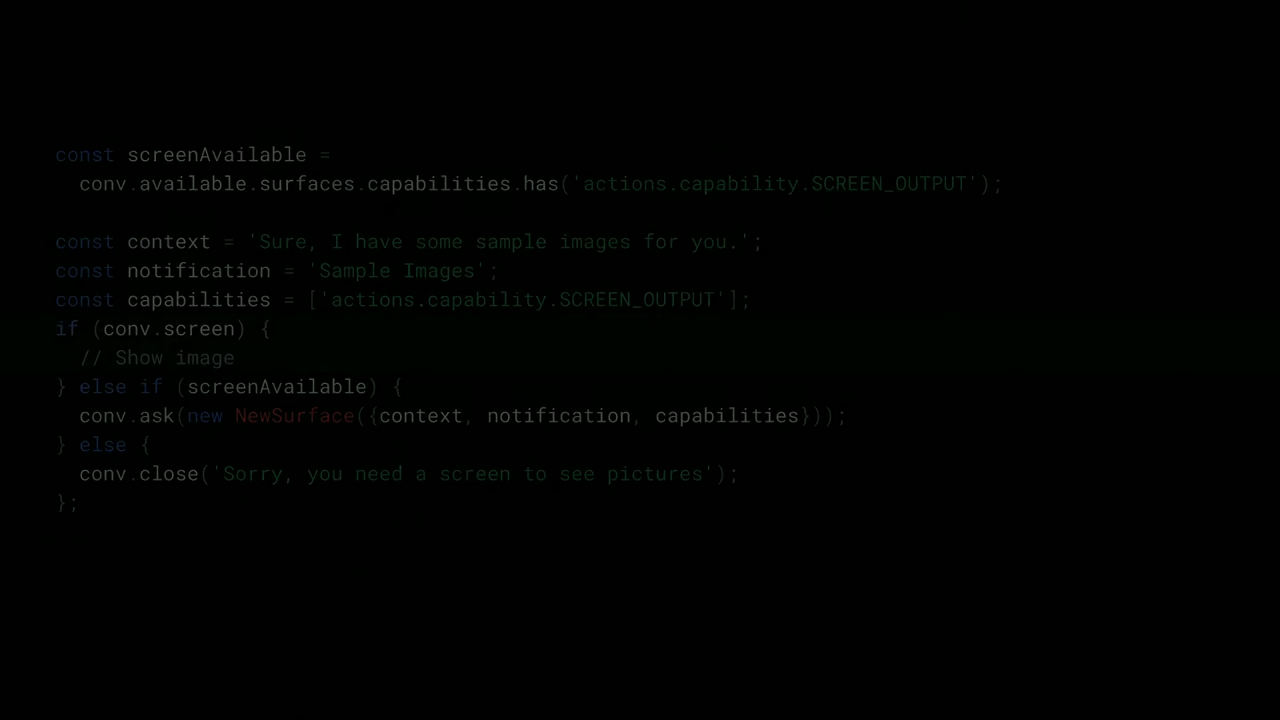 const screenAvailable =
  conv.available.surfaces.capabilities.has('actions.capability.SCREEN_OUTPUT');

const context = 'Sure, I have some sample images for you.';
const notification = 'Sample Images';
const capabilities = ['actions.capability.SCREEN_OUTPUT'];
if (conv.screen) {
  // Show image
} else if (screenAvailable) {
  conv.ask(new NewSurface({context, notification, capabilities}));
} else {
  conv.close('Sorry, you need a screen to see pictures');
};